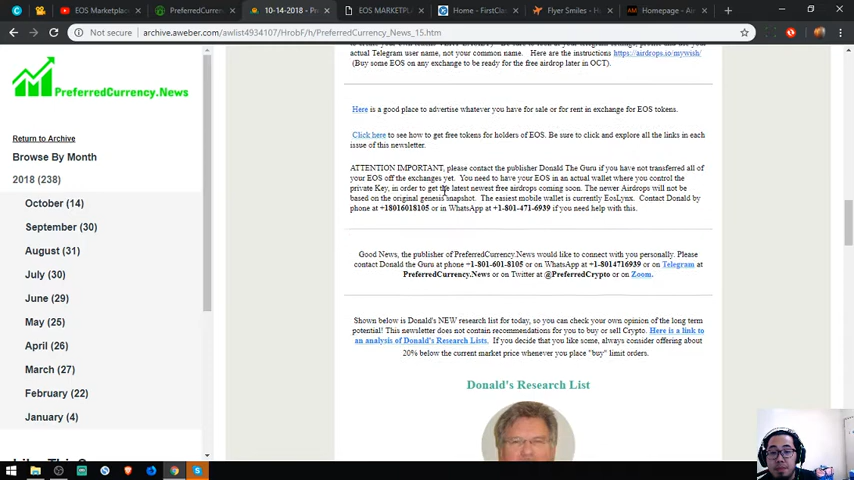 EOS Marketplac
PreferredCurren
10-14-2018 - Pre
EOS MARKETPL
Home - FirstClas
Flyer Smiles - H
Homepage - Air
Not secure
archive.aweber.com/awlist4934107/HrobF/h/PreferredCurrency_News_15.htm
PreferredCurrency.News
Return to Archive
Browse By Month
2018 (238)
October (14)
September (30)
August (31)
July (30)
June (29)
May (25)
April (26)
March (27)
February (22)
January (4)
actual Telegram user name, not your common name. Here are the instructions https://airdrops.io/mywish/
(Buy some EOS on any exchange to be ready for the free airdrop later in OCT).
Here is a good place to advertise whatever you have for sale or for rent in exchange for EOS tokens.
Click here to see how to get free tokens for holders of EOS. Be sure to click and explore all the links in each
issue of this newsletter.
ATTENTION IMPORTANT, please contact the publisher Donald The Guru if you have not transferred all of
your EOS off the exchanges yet. You need to have your EOS in an actual wallet where you control the
private Key, in order to get the latest newest free airdrops coming soon. The newer Airdrops will not be
based on the original genesis snapshot. The easiest mobile wallet is currently EosLynx. Contact Donald by
phone at +18016018105 or in WhatsApp at +1-801-471-6939 if you need help with this.
Good News, the publisher of PreferredCurrency.News would like to connect with you personally. Please
contact Donald the Guru at phone +1-801-601-8105 or on WhatsApp at +1-8014716939 or on Telegram at
PreferredCurrency.News or on Twitter at @PreferredCrypto or on Zoom.
Shown below is Donald's NEW research list for today, so you can check your own opinion of the long term
potential! This newsletter does not contain recommendations for you to buy or sell Crypto. Here is a link to
an analysis of Donald's Research Lists. If you decide that you like some, always consider offering about
20% below the current market price whenever you place "buy" limit orders.
Donald's Research List